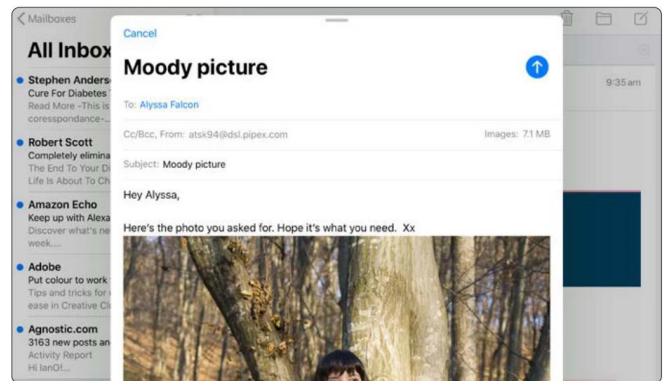 Mailboxes
All Inbox
Stephen Anders
Cure For Diabetes
Read More -This is
coresspondance-...
Robert Scott
Completely elimina
The End To Your Di
Life Is About To Ch
Amazon Echo
Keep up with Alexa
Discover what's ne
week....
Adobe
Put colour to work
Tips and tricks for
ease in Creative Cl
Agnostic.com
3163 new posts an
Activity Report
Hi IanO!...
Cancel
Moody picture
To: Alyssa Falcon
Cc/Bcc, From: atsk94@dsl.pipex.com
Images: 7.1 MB
Subject: Moody picture
Hey Alyssa,
Here's the photo you asked for. Hope it's what you need. Xx
9:35 am